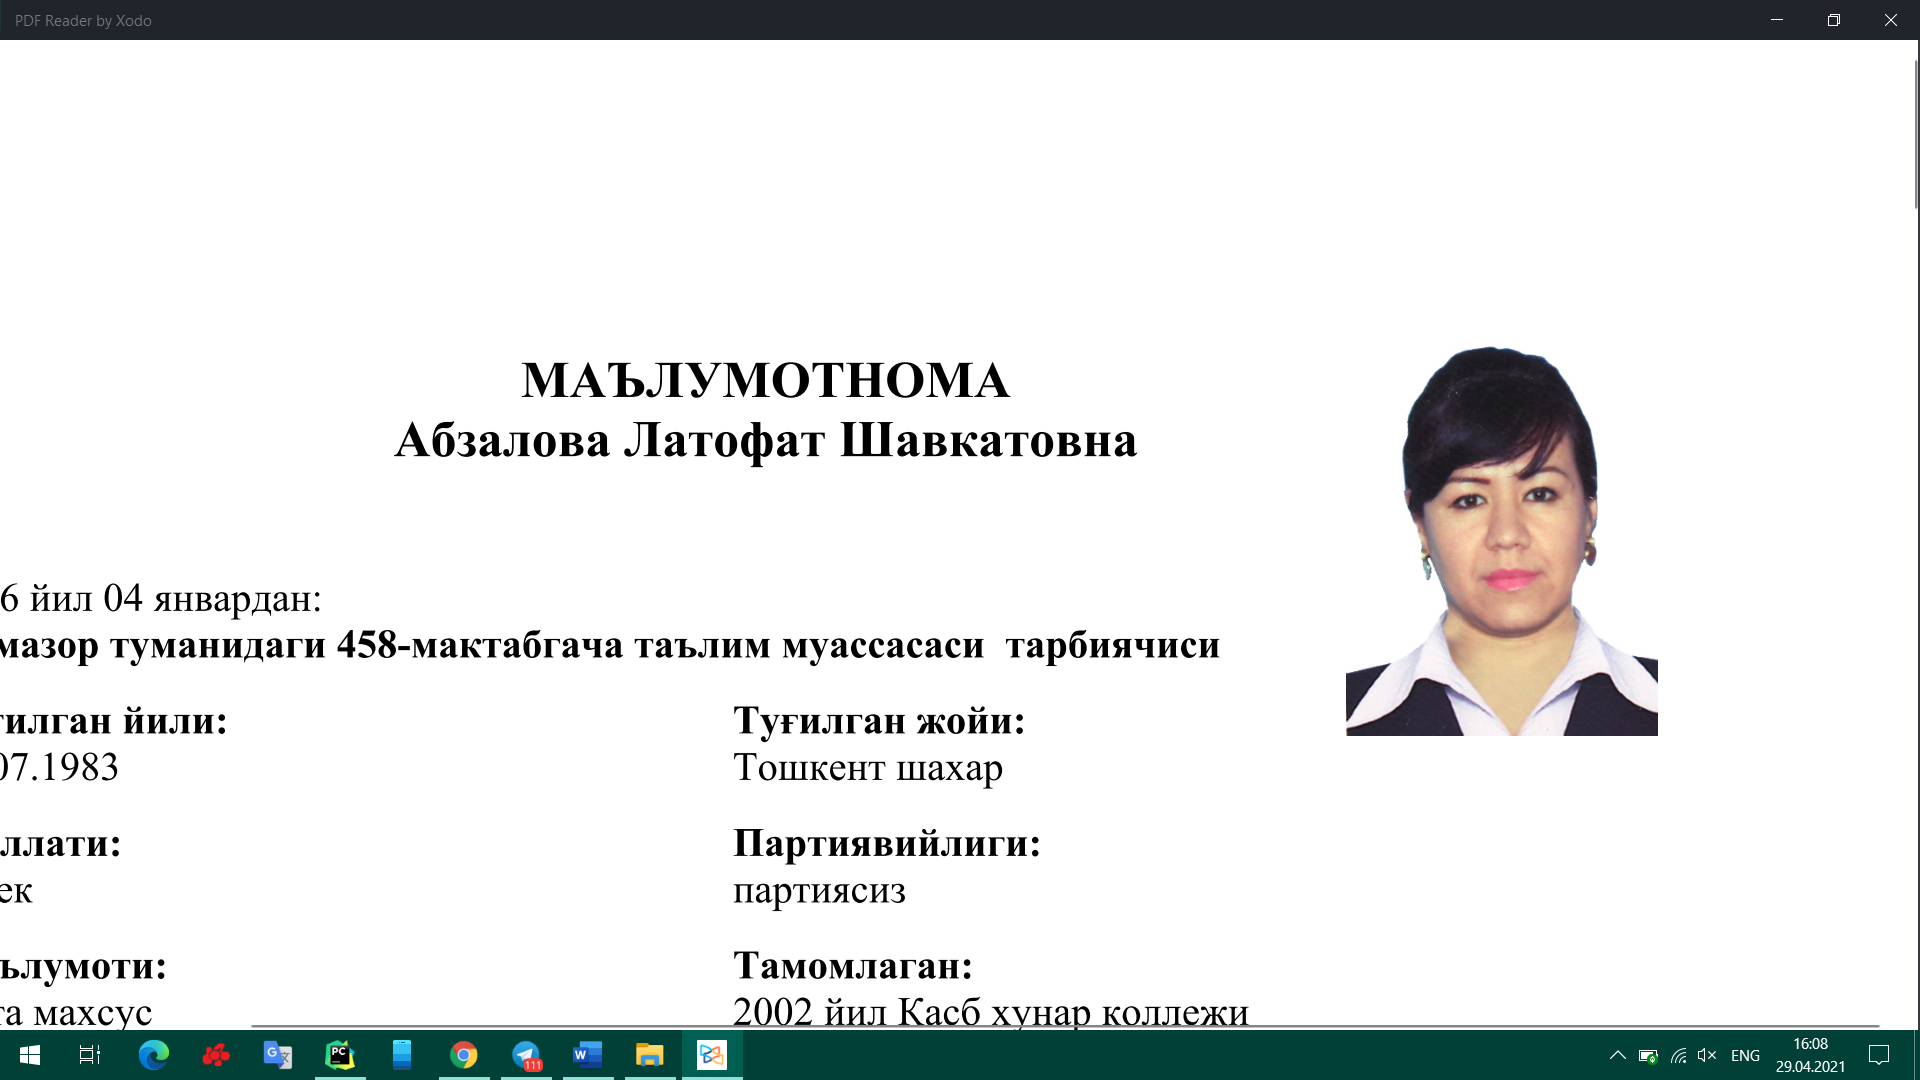 PDF Reader by Xodo
МАЪЛУМОТНОМА
Абзалова Латофат Шавкатовна
6 йил 04 январдан:
мазор туманидаги 458-мактабгача таълим муассасаси тарбиячиси
тилган йили:
Туғилган жойи:
07.1983
Тошкент шахар
ллати:
Партиявийлиги:
ек
партиясиз
ълумоти:
Тамомлаган:
та махсус
2002 йил Касб хунар коллежи
PC
111
W
ENG
16:08
29.04.2021